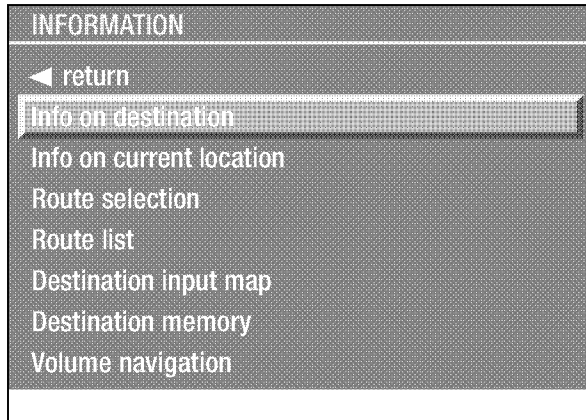 INFORMATION
◄ return
Info on destination
Info on current location
Route selection
Route list
Destination input map
Destination memory
Volume navigation